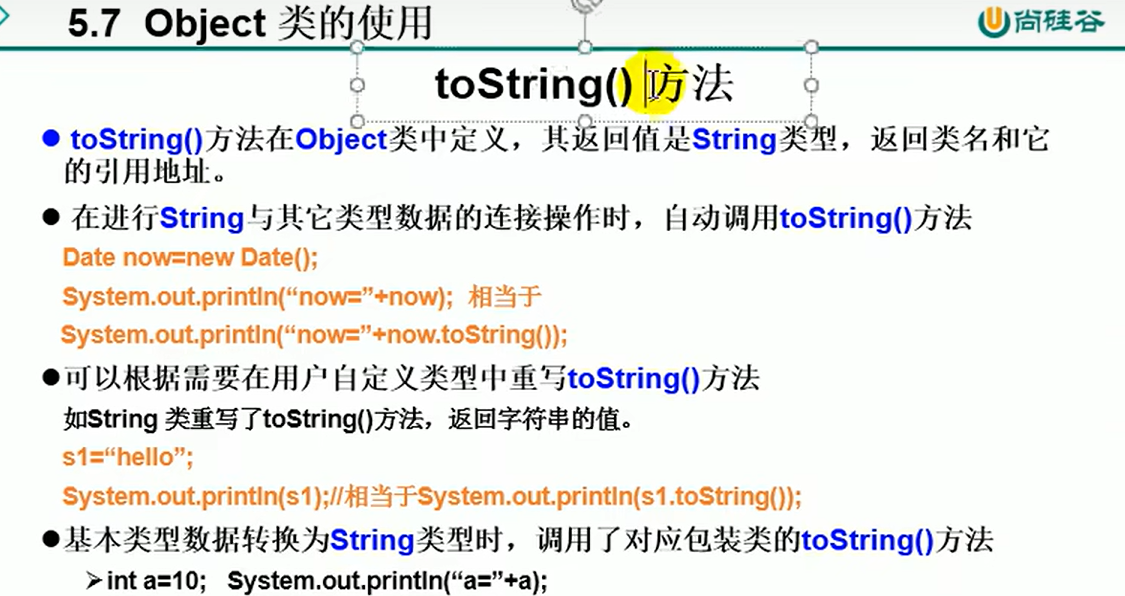 5.7 Object 类的使用
尚硅谷
toString() 方法
● toString()方法在Object类中定义，其返回值是String类型，返回类名和它
的引用地址。
● 在进行String与其它类型数据的连接操作时，自动调用toString()方法
Date now=new Date();
System.out.println(“now=”+now); 相当于
System.out.println(“now=”+now.toString());
●可以根据需要在用户自定义类型中重写toString()方法
如String 类重写了toString()方法，返回字符串的值。
s1=“hello”;
System.out.println(s1);//相当于System.out.println(s1.toString());
●基本类型数据转换为String类型时，调用了对应包装类的toString()方法
➢int a=10; System.out.println(“a=”+a);